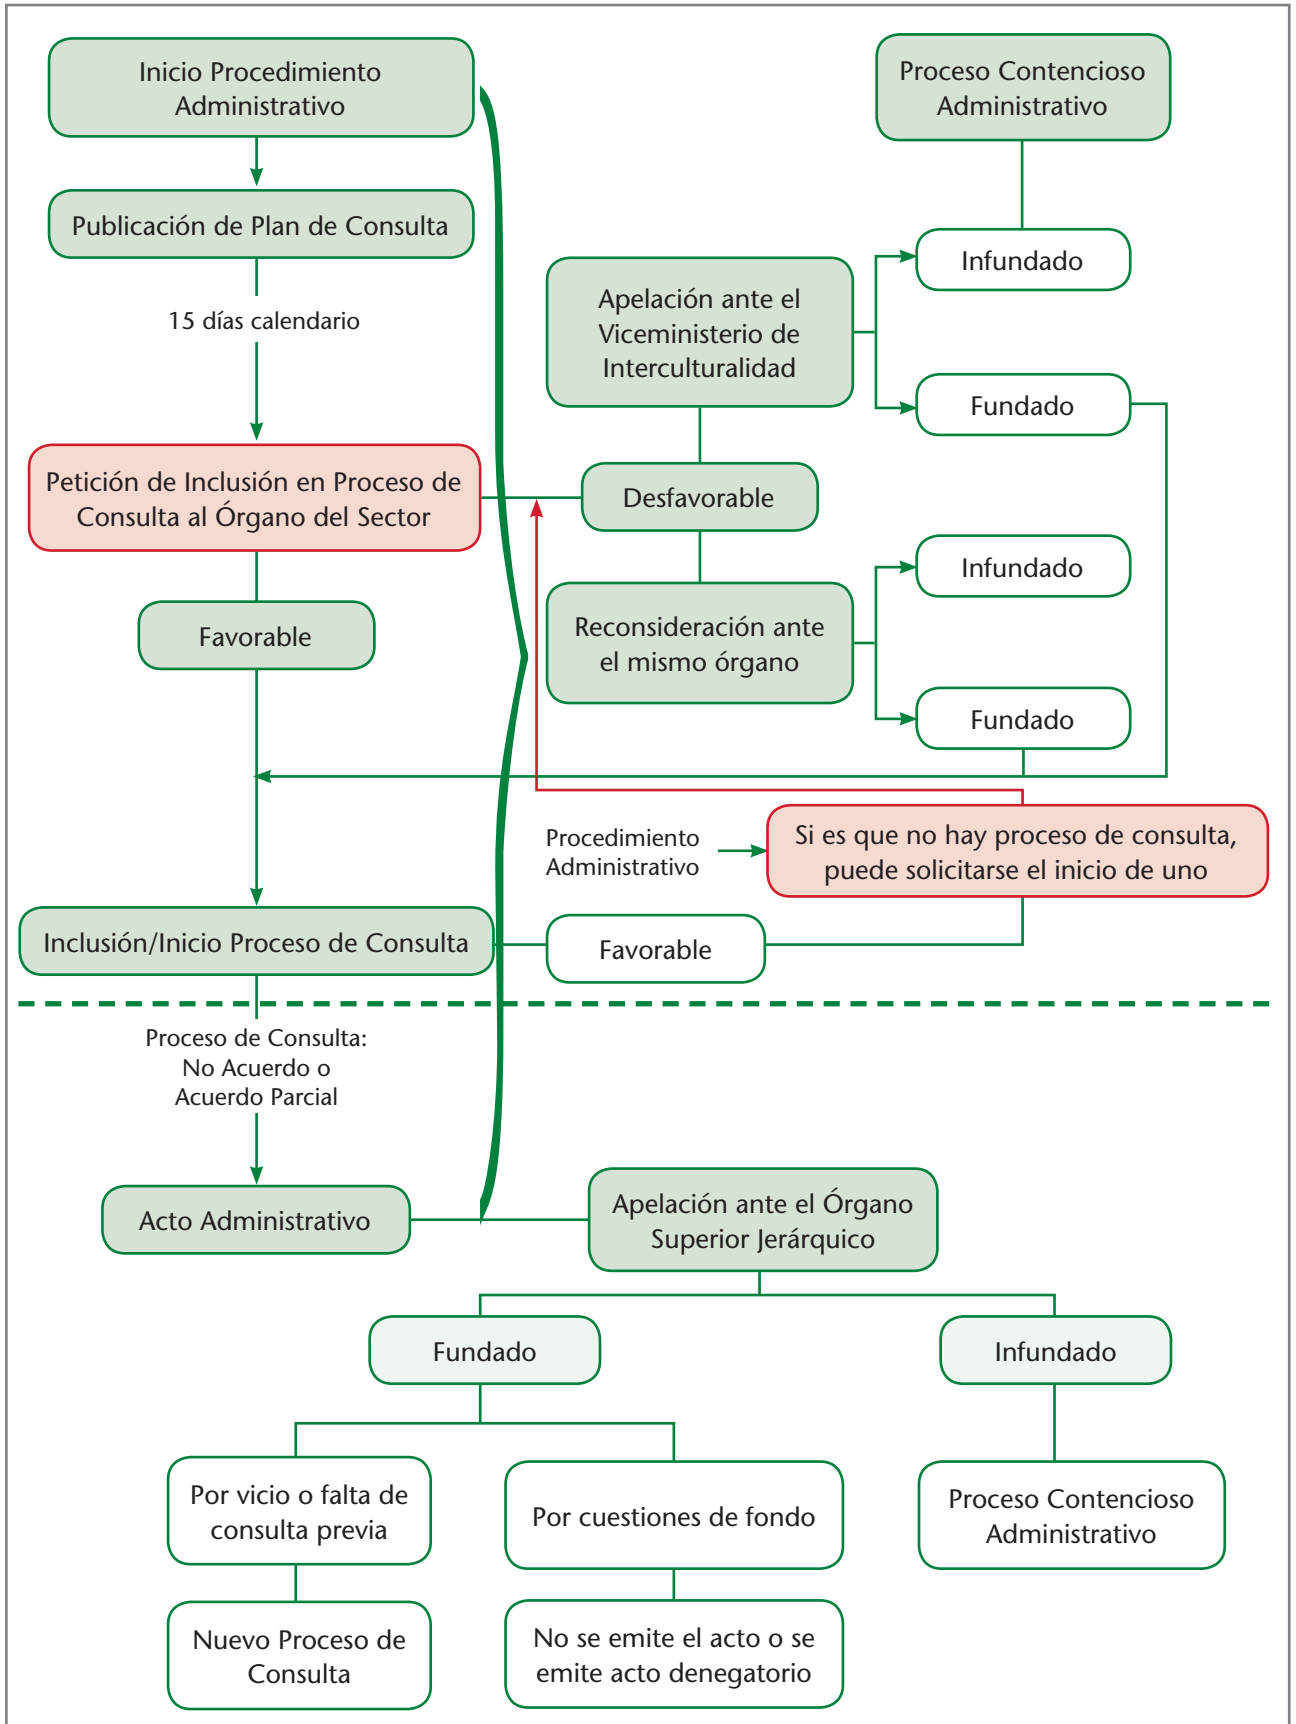 Inicio Procedimiento
Administrativo
Publicación de Plan de Consulta
15 días calendario
Petición de Inclusión en Proceso de
Consulta al Órgano del Sector
Favorable
Inclusión/Inicio Proceso de Consulta
Proceso Contencioso
Administrativo
Infundado
Apelación ante el
Viceministerio de
Interculturalidad
Fundado
Desfavorable
Infundado
Reconsideración ante
el mismo órgano
Fundado
Procedimiento
Administrativo
Si es que no hay proceso de consulta,
puede solicitarse el inicio de uno
Favorable
Proceso de Consulta:
No Acuerdo o
Acuerdo Parcial
Acto Administrativo
Apelación ante el Órgano
Superior Jerárquico
Fundado
Infundado
Por vicio o falta de
consulta previa
Por cuestiones de fondo
Proceso Contencioso
Administrativo
Nuevo Proceso de
Consulta
No se emite el acto o se
emite acto denegatorio